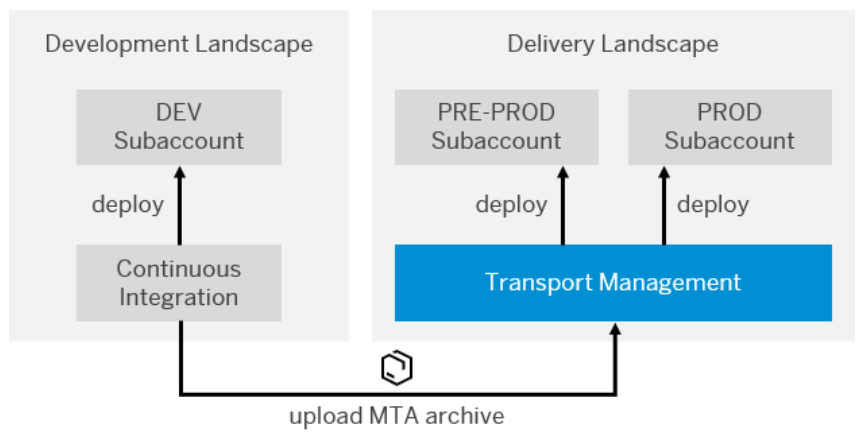 Development Landscape
DEV
Subaccount
deploy
Continuous
Integration
Delivery Landscape
PRE-PROD
Subaccount
PROD
Subaccount
deploy
deploy
Transport Management
upload MTA archive